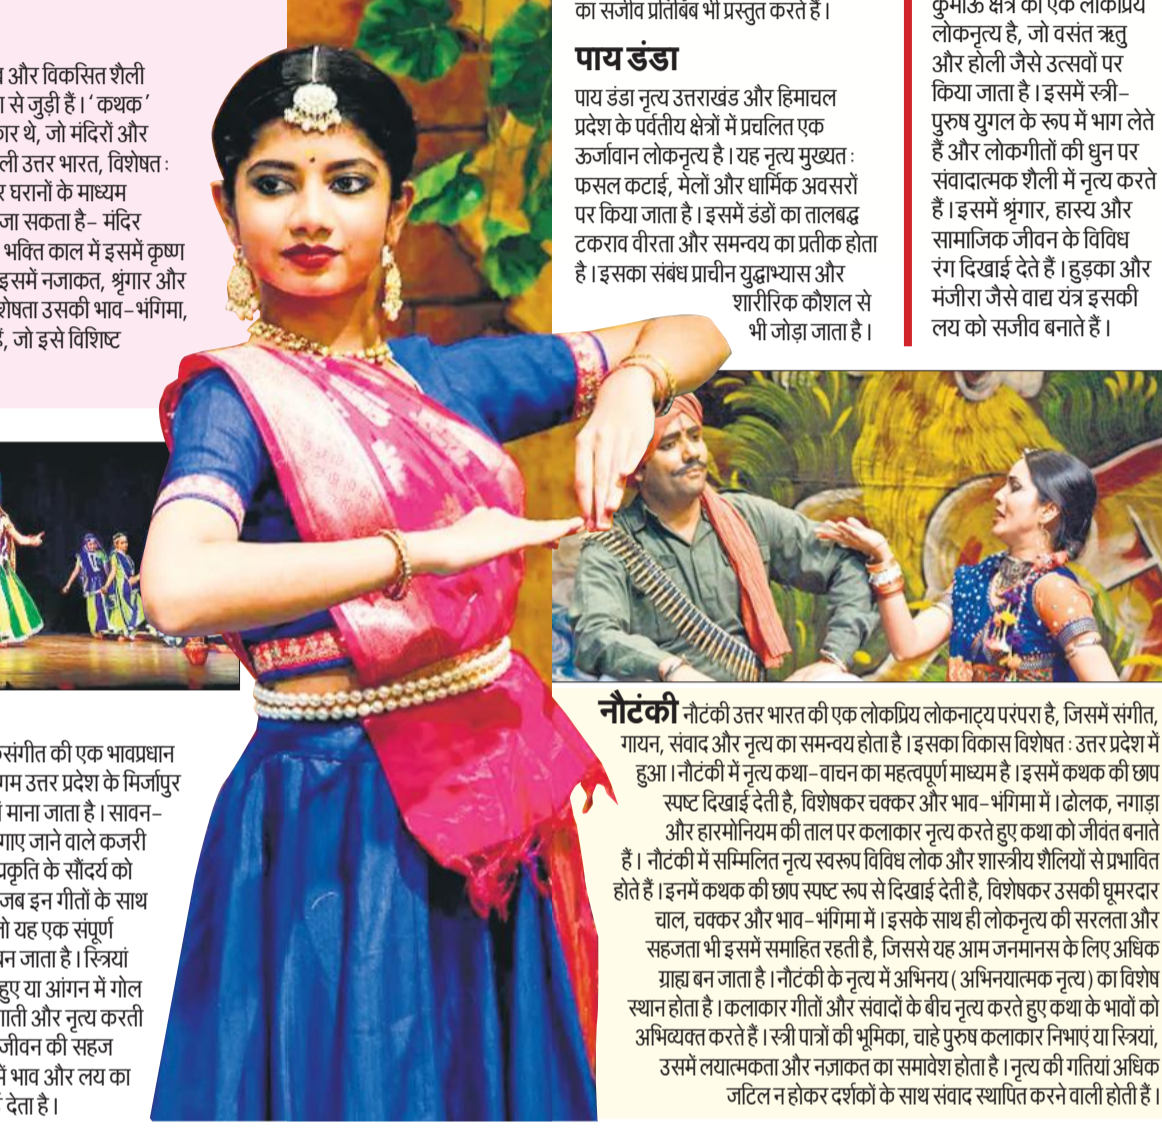 और विकसित शैली
से जुड़ी हैं। ‘कथक’
थे, जो मंदिरों और
उत्तर भारत, विशेषतः
घरानों के माध्यम
जा सकता है- मंदिर
भक्ति काल में इसमें कृष्ण
इसमें नजाकत, श्रृंगार और
उसकी भाव-भंगिमा,
जो इसे विशिष्ट
संगीत की एक भावप्रधान
उत्तर प्रदेश के मिर्जापुर
माना जाता है। सावन-
गाए जाने वाले कजरी
प्रकृति के सौंदर्य को
जब इन गीतों के साथ
यह एक संपूर्ण
बन जाता है। स्त्रियां
हुए या आंगन में गोल
गाती और नृत्य करती
जीवन की सहज
में भाव और लय का
देता है।
का सजीव प्रतिबिंब भी प्रस्तुत करते हैं।
पाय डंडा
पाय डंडा नृत्य उत्तराखंड और हिमाचल
प्रदेश के पर्वतीय क्षेत्रों में प्रचलित एक
ऊर्जावान लोकनृत्य है। यह नृत्य मुख्यतः
फसल कटाई, मेलों और धार्मिक अवसरों
पर किया जाता है। इसमें डंडों का तालबद्ध
टकराव वीरता और समन्वय का प्रतीक होता
है। इसका संबंध प्राचीन युद्धाभ्यास और
शारीरिक कौशल से
भी जोड़ा जाता है।
कुमाऊं क्षेत्र का एक लोकप्रिय
लोकनृत्य है, जो वसंत ऋतु
और होली जैसे उत्सवों पर
किया जाता है। इसमें स्त्री-
पुरुष युगल के रूप में भाग लेते
हैं और लोकगीतों की धुन पर
संवादात्मक शैली में नृत्य करते
हैं। इसमें श्रृंगार, हास्य और
सामाजिक जीवन के विविध
रंग दिखाई देते हैं। हुड़का और
मंजीरा जैसे वाद्य यंत्र इसकी
लय को सजीव बनाते हैं।
नौटंकी नौटंकी उत्तर भारत की एक लोकप्रिय लोकनाट्य परंपरा है, जिसमें संगीत,
गायन, संवाद और नृत्य का समन्वय होता है। इसका विकास विशेषतः उत्तर प्रदेश में
हुआ। नौटंकी में नृत्य कथा-वाचन का महत्वपूर्ण माध्यम है। इसमें कथक की छाप
स्पष्ट दिखाई देती है, विशेषकर चक्कर और भाव-भंगिमा में। ढोलक, नगाड़ा
और हारमोनियम की ताल पर कलाकार नृत्य करते हुए कथा को जीवंत बनाते
हैं। नौटंकी में सम्मिलित नृत्य स्वरूप विविध लोक और शास्त्रीय शैलियों से प्रभावित
होते हैं। इनमें कथक की छाप स्पष्ट रूप से दिखाई देती है, विशेषकर उसकी घूमरदार
चाल, चक्कर और भाव-भंगिमा में। इसके साथ ही लोकनृत्य की सरलता और
सहजता भी इसमें समाहित रहती है, जिससे यह आम जनमानस के लिए अधिक
ग्राह्य बन जाता है। नौटंकी के नृत्य में अभिनय (अभिनयात्मक नृत्य) का विशेष
स्थान होता है। कलाकार गीतों और संवादों के बीच नृत्य करते हुए कथा के भावों को
अभिव्यक्त करते हैं। स्त्री पात्रों की भूमिका, चाहे पुरुष कलाकार निभाएं या स्त्रियां,
उसमें लयात्मकता और नज़ाकत का समावेश होता है। नृत्य की गतियां अधिक
जटिल न होकर दर्शकों के साथ संवाद स्थापित करने वाली होती हैं।